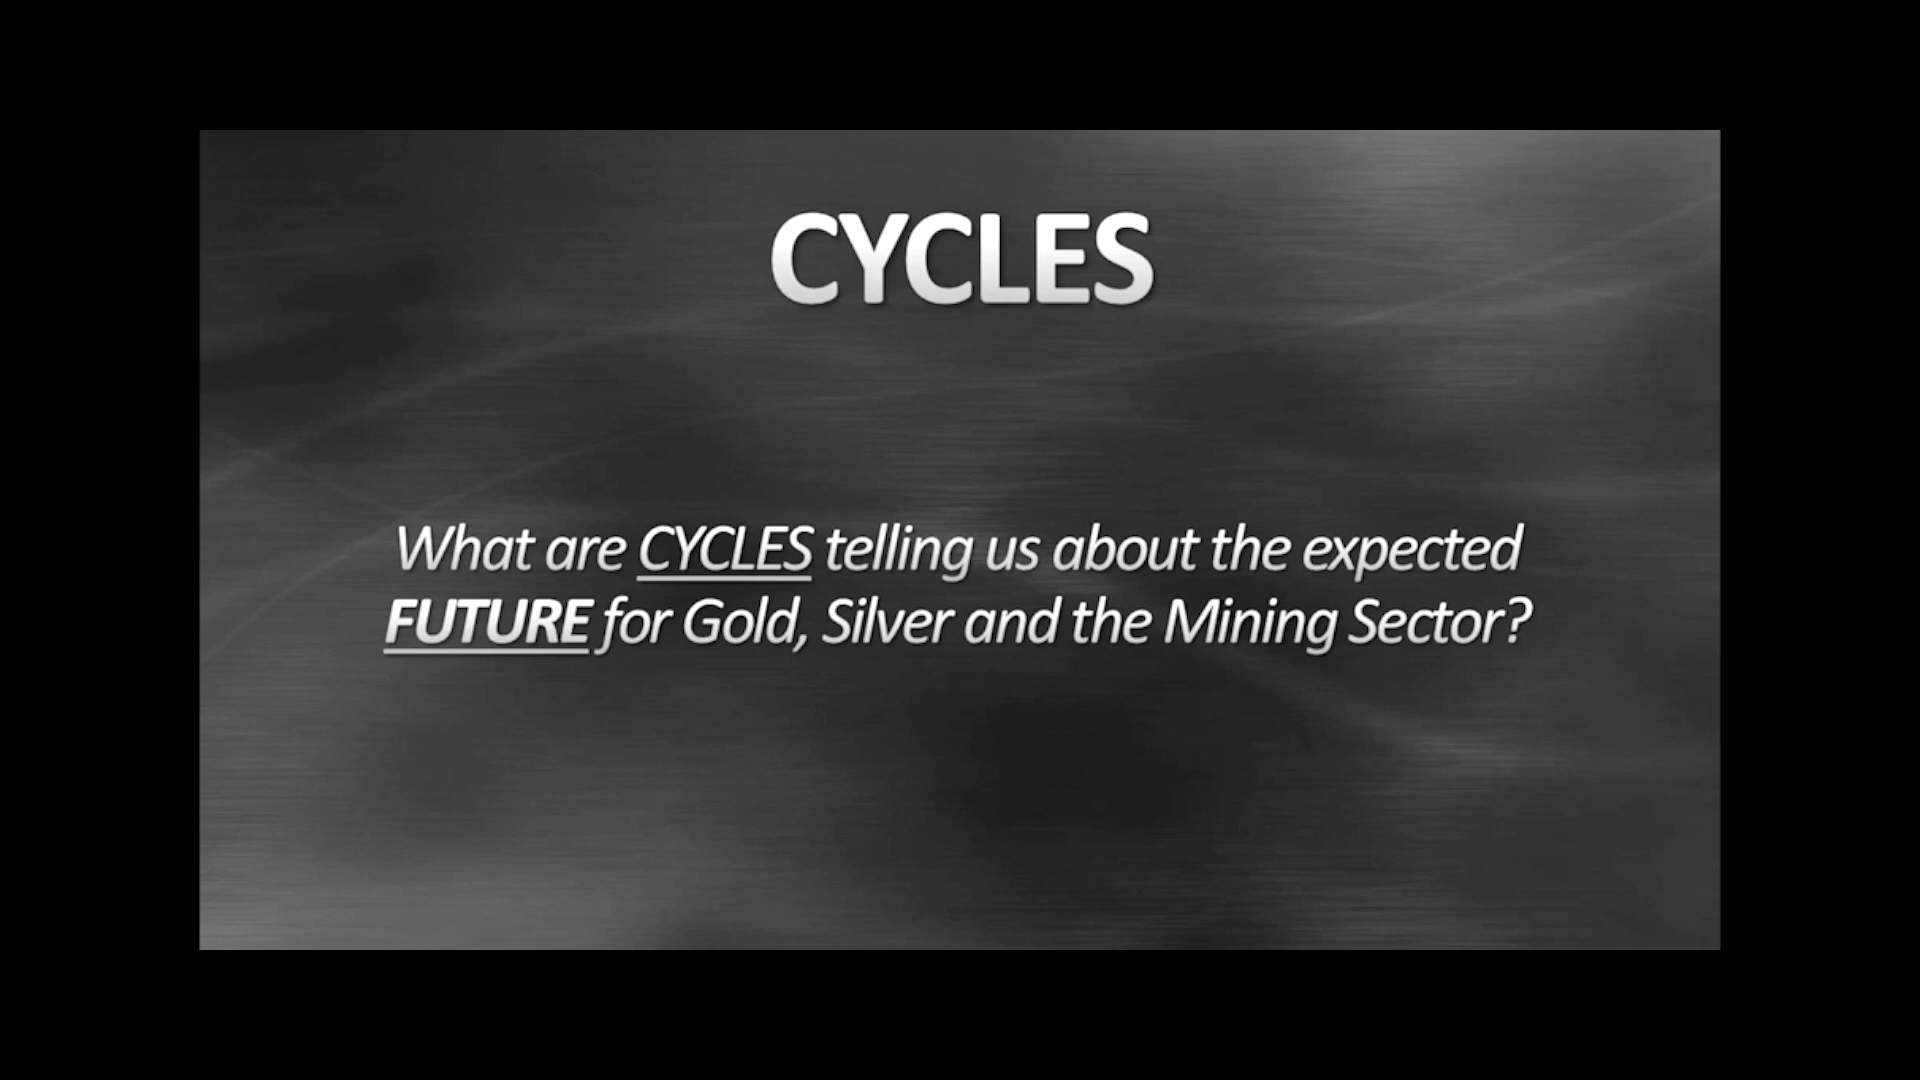 CYCLES
What are CYCLES telling us about the expected
FUTURE for Gold, Silver and the Mining Sector?